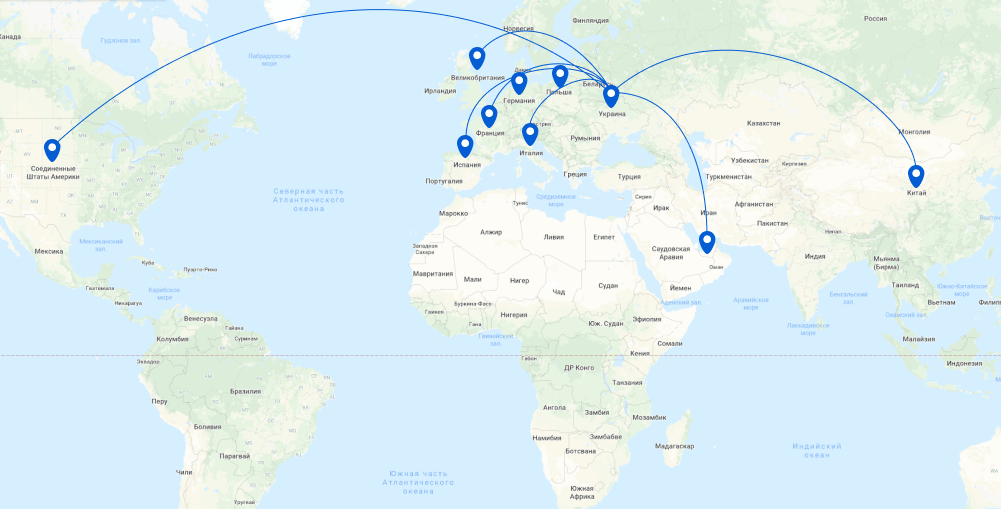 Россия
Финляндия
Норвегия
анада
Гудзонов зал.
Лабрадорское
море
Великобритания
Ирландия
Дания
Польша
Беларусь
Германия
Украина
Франция
Австрия
Румыния
Казахстан
Монголия
Соединенные
Штаты Америки
Испания
Италия
Португалия
Греция
Турция
Узбекистан
Киргизия
Туркменистан
Китай
Северная часть
Атлантического
океана
Средиземное
море
Тунис
Сирия
Ирак
Иран
Афганистан
Пакистан
Непал
Марокко
Алжир
Ливия
Египет
Западная
Сахара
Саудовская
Аравия
Оман
Индия
Мьянма
(Бирма)
Мексика
Мексиканский
зал.
Куба
Пуэрто-Рико
Мавритания
Мали
Нигер
Чад
Судан
Йемен
Аденский зал.
Аравийское
море
Бенгальский
зал.
Таиланд
Вьетнам
Южно-Китайское
море
Филипп
Гватемала
Никарагуа
Карибское
море
Гвинея
Буркина-Фасо
Гана
Нигерия
Юж. Судан
Эфиопия
Сомали
Лаккадивское
море
Сиамский зал.
Малайзия
Индонезия
Венесуэла
Гайана
Суринам
Колумбия
Эквадор
Гвинейский
зал.
Габон
ДР Конго
Кения
Танзания
Бразилия
Перу
Боливия
Парагвай
Чили
Уругвай
Ангола
Замбия
Мозамбик
Намибия
Зимбабве
Ботсвана
Мадагаскар
Южная
Африка
Южная часть
Атлантического
океана
Индийский
океан